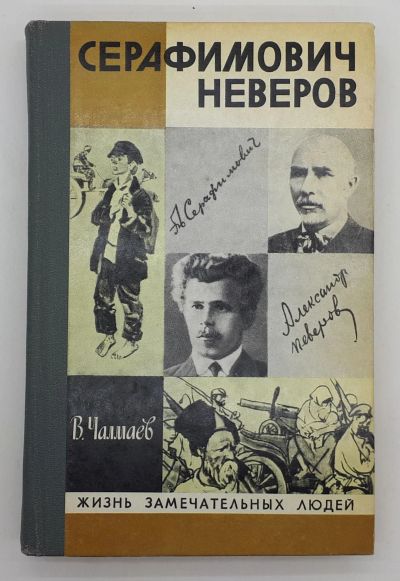 СЕРАФИМОВИЧ
НЕВЕРОВ
А. Серафимович
Александр
Неверов
В. Чалмаев
ЖИЗНЬ ЗАМЕЧАТЕЛЬНЫХ ЛЮДЕЙ